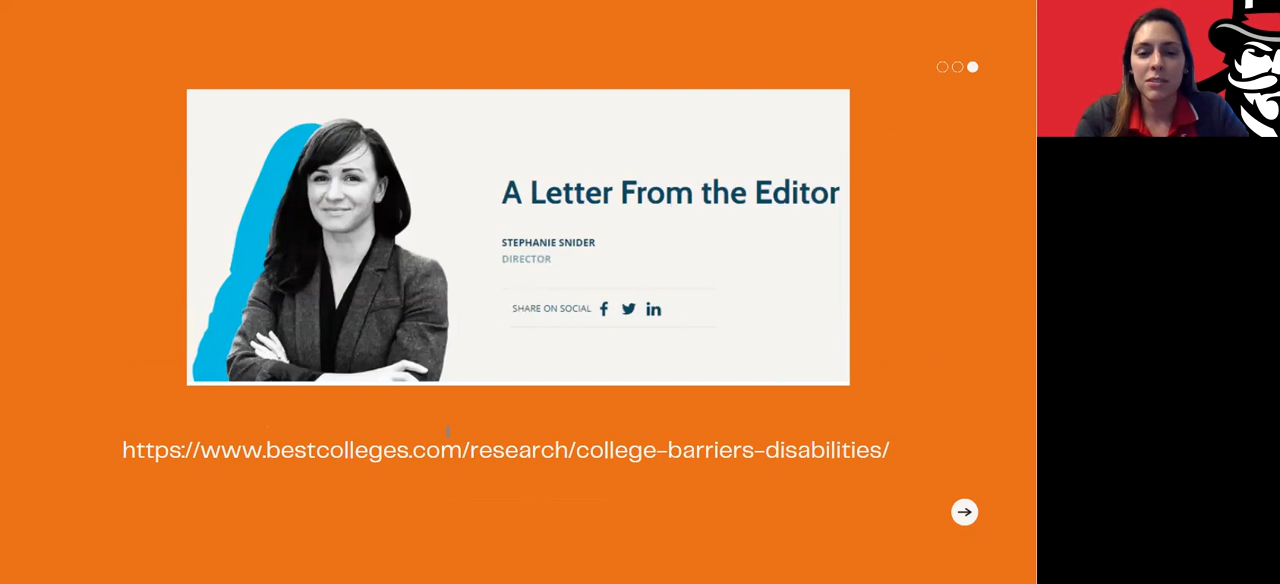 A Letter From the Editor
STEPHANIE SNIDER
DIRECTOR
SHARE ON SOCIAL
https://www.bestcolleges.com/research/college-barriers-disabilities/